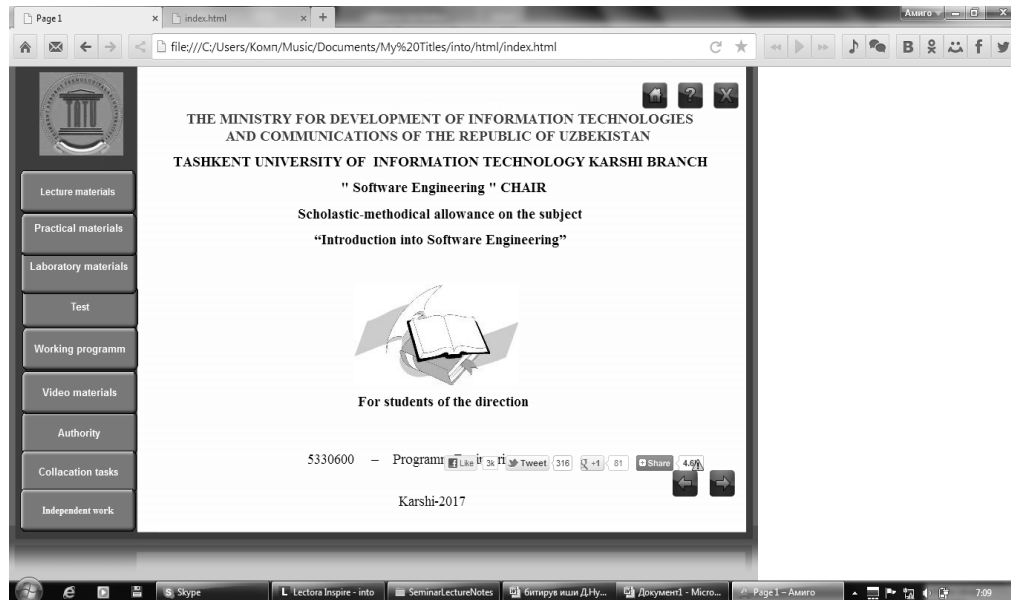 Page 1
index.html
Амиго
file:///C:/Users/Комп/Music/Documents/My%20Titles/into/html/index.html
THE MINISTRY FOR DEVELOPMENT OF INFORMATION TECHNOLOGIES
AND COMMUNICATIONS OF THE REPUBLIC OF UZBEKISTAN
TASHKENT UNIVERSITY OF INFORMATION TECHNOLOGY KARSHI BRANCH
" Software Engineering " CHAIR
Scholastic-methodical allowance on the subject
“Introduction into Software Engineering”
Lecture materials
Practical materials
Laboratory materials
Test
Working programm
Video materials
Authority
Collacation tasks
Independent work
For students of the direction
5330600 –
Like 3k Tweet 316 +1 81 Share
Karshi-2017
Skype
Lectora Inspire - into
SeminarLectureNotes
битирув иши Д.Ну...
Документ1 - Micro...
Page 1 – Амиго
7:09